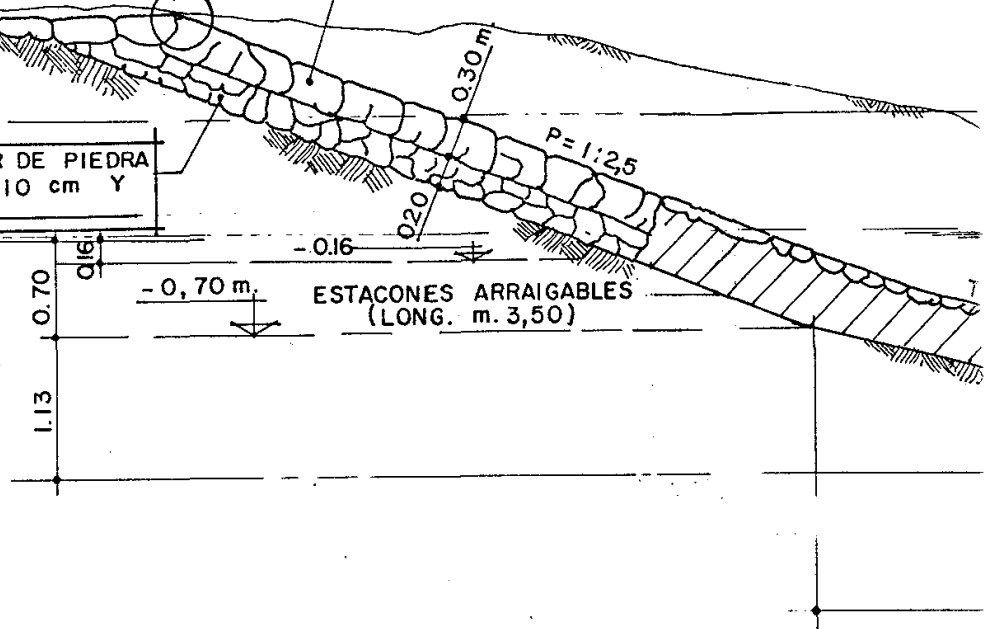 0.30 m.
P= 1:2,5
R DE PIEDRA
10 cm Y
0.20
0.16
-0.16
0.70
-0,70 m.
ESTACONES ARRAIGABLES
(LONG. m. 3,50)
1.13